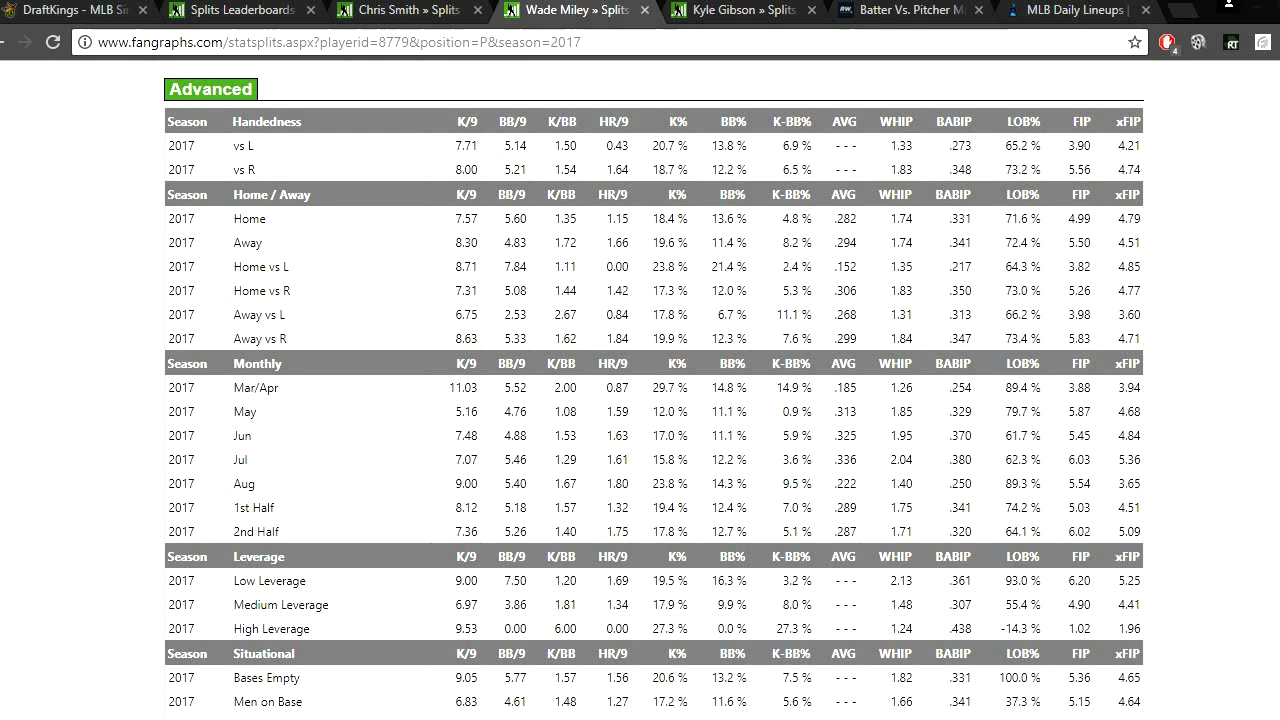 DraftKings - MLB Sin Splits Leaderboards Chris Smith » Splits Wade Miley » Splits Kyle Gibson » Splits Batter Vs. Pitcher M MLB Daily Lineups |
www.fangraphs.com/statsplits.aspx?playerid=8779&position=P&season=2017 4 RT
Advanced
Season Handedness K/9 BB/9 K/BB HR/9 K% BB% K-BB% AVG WHIP BABIP LOB% FIP xFIP
2017 vs L 7.71 5.14 1.50 0.43 20.7 % 13.8 % 6.9 % - - - 1.33 .273 65.2 % 3.90 4.21
2017 vs R 8.00 5.21 1.54 1.64 18.7 % 12.2 % 6.5 % - - - 1.83 .348 73.2 % 5.56 4.74
Season Home / Away K/9 BB/9 K/BB HR/9 K% BB% K-BB% AVG WHIP BABIP LOB% FIP xFIP
2017 Home 7.57 5.60 1.35 1.15 18.4 % 13.6 % 4.8 % .282 1.74 .331 71.6 % 4.99 4.79
2017 Away 8.30 4.83 1.72 1.66 19.6 % 11.4 % 8.2 % .294 1.74 .341 72.4 % 5.50 4.51
2017 Home vs L 8.71 7.84 1.11 0.00 23.8 % 21.4 % 2.4 % .152 1.35 .217 64.3 % 3.82 4.85
2017 Home vs R 7.31 5.08 1.44 1.42 17.3 % 12.0 % 5.3 % .306 1.83 .350 73.0 % 5.26 4.77
2017 Away vs L 6.75 2.53 2.67 0.84 17.8 % 6.7 % 11.1 % .268 1.31 .313 66.2 % 3.98 3.60
2017 Away vs R 8.63 5.33 1.62 1.84 19.9 % 12.3 % 7.6 % .299 1.84 .347 73.4 % 5.83 4.71
Season Monthly K/9 BB/9 K/BB HR/9 K% BB% K-BB% AVG WHIP BABIP LOB% FIP xFIP
2017 Mar/Apr 11.03 5.52 2.00 0.87 29.7 % 14.8 % 14.9 % .185 1.26 .254 89.4 % 3.88 3.94
2017 May 5.16 4.76 1.08 1.59 12.0 % 11.1 % 0.9 % .313 1.85 .329 79.7 % 5.87 4.68
2017 Jun 7.48 4.88 1.53 1.63 17.0 % 11.1 % 5.9 % .325 1.95 .370 61.7 % 5.45 4.84
2017 Jul 7.07 5.46 1.29 1.61 15.8 % 12.2 % 3.6 % .336 2.04 .380 62.3 % 6.03 5.36
2017 Aug 9.00 5.40 1.67 1.80 23.8 % 14.3 % 9.5 % .222 1.40 .250 89.3 % 5.54 3.65
2017 1st Half 8.12 5.18 1.57 1.32 19.4 % 12.4 % 7.0 % .289 1.75 .341 74.2 % 5.03 4.51
2017 2nd Half 7.36 5.26 1.40 1.75 17.8 % 12.7 % 5.1 % .287 1.71 .320 64.1 % 6.02 5.09
Season Leverage K/9 BB/9 K/BB HR/9 K% BB% K-BB% AVG WHIP BABIP LOB% FIP xFIP
2017 Low Leverage 9.00 7.50 1.20 1.69 19.5 % 16.3 % 3.2 % - - - 2.13 .361 93.0 % 6.20 5.25
2017 Medium Leverage 6.97 3.86 1.81 1.34 17.9 % 9.9 % 8.0 % - - - 1.48 .307 55.4 % 4.90 4.41
2017 High Leverage 9.53 0.00 6.00 0.00 27.3 % 0.0 % 27.3 % - - - 1.24 .438 -14.3 % 1.02 1.96
Season Situational K/9 BB/9 K/BB HR/9 K% BB% K-BB% AVG WHIP BABIP LOB% FIP xFIP
2017 Bases Empty 9.05 5.77 1.57 1.56 20.6 % 13.2 % 7.5 % - - - 1.82 .331 100.0 % 5.36 4.65
2017 Men on Base 6.83 4.61 1.48 1.27 17.2 % 11.6 % 5.6 % - - - 1.66 .341 37.3 % 5.15 4.64